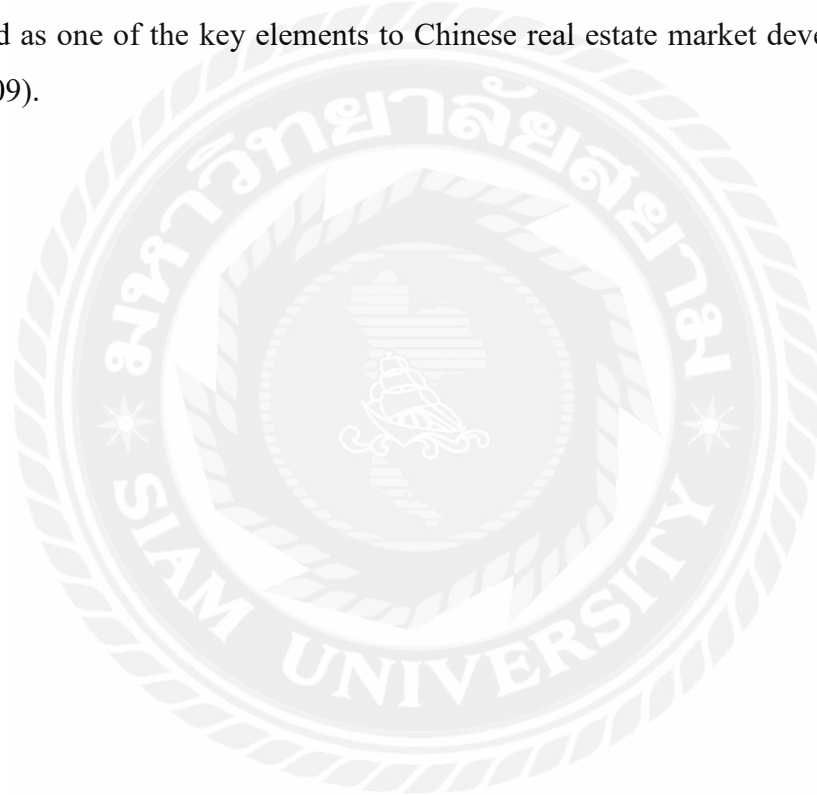 d as one of the key elements to Chinese real estate market deve
09).
มหาวิทยาลัยสยาม
SIAM UNIVERSITY